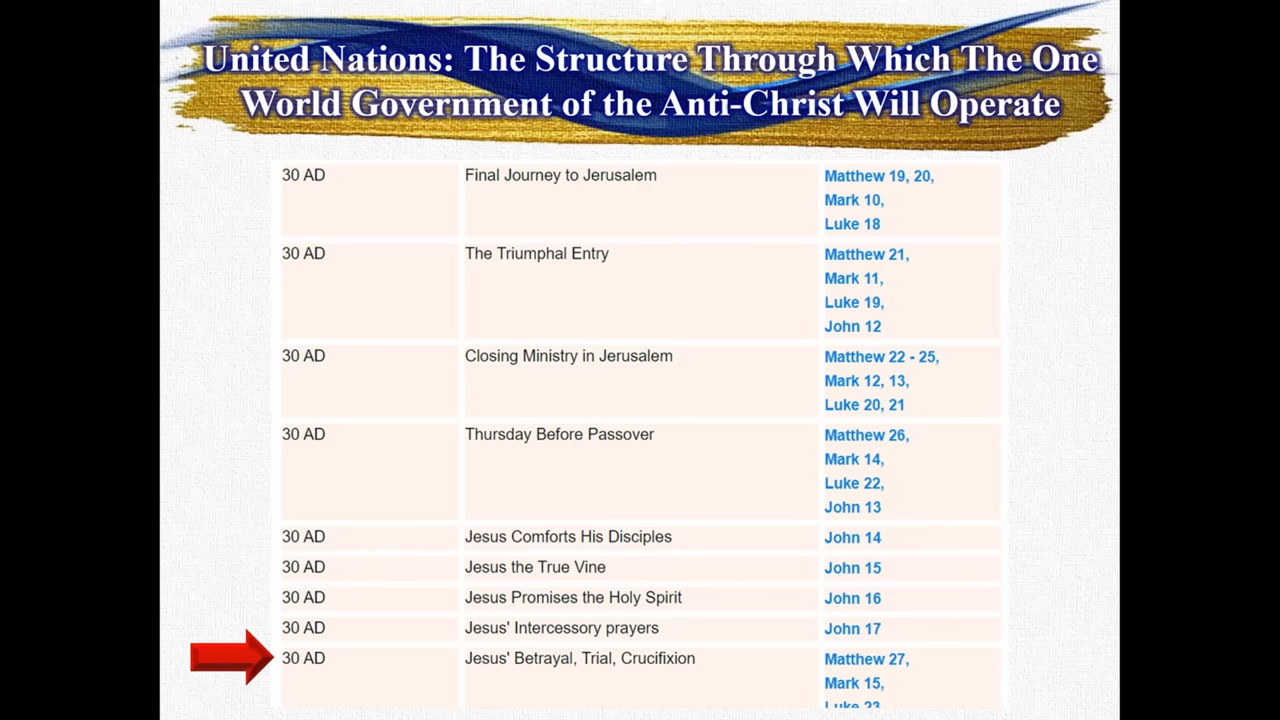 United Nations: The Structure Through Which The One
World Government of the Anti-Christ Will Operate
30 AD Final Journey to Jerusalem Matthew 19, 20,
Mark 10,
Luke 18
30 AD The Triumphal Entry Matthew 21,
Mark 11,
Luke 19,
John 12
30 AD Closing Ministry in Jerusalem Matthew 22 - 25,
Mark 12, 13,
Luke 20, 21
30 AD Thursday Before Passover Matthew 26,
Mark 14,
Luke 22,
John 13
30 AD Jesus Comforts His Disciples John 14
30 AD Jesus the True Vine John 15
30 AD Jesus Promises the Holy Spirit John 16
30 AD Jesus' Intercessory prayers John 17
30 AD Jesus' Betrayal, Trial, Crucifixion Matthew 27,
Mark 15,
Luke 23